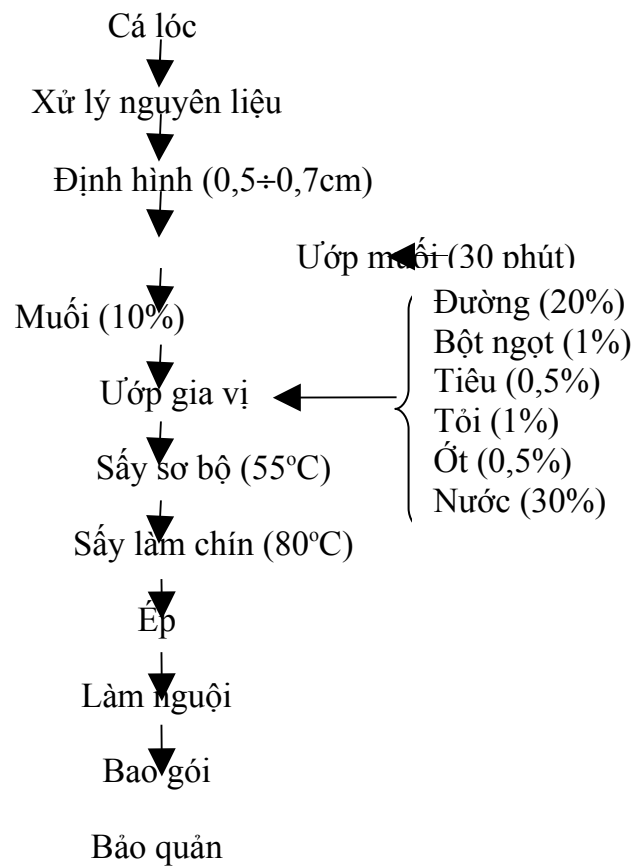 Cá lóc
Xử lý nguyên liệu
Định hình (0,5÷0,7cm)
Ướp muối (30 phút)
Muối (10%)
Đường (20%)
Bột ngọt (1%)
Tiêu (0,5%)
Tỏi (1%)
Ớt (0,5%)
Nước (30%)
Ướp gia vị
Sấy sơ bộ (55ºC)
Sấy làm chín (80ºC)
Ép
Làm nguội
Bao gói
Bảo quản